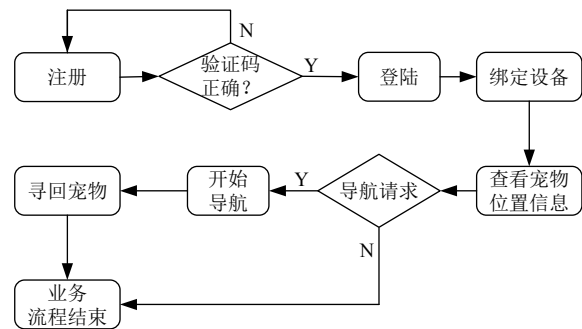 N
注册
验证码
正确？
Y
登陆
绑定设备
寻回宠物
开始
导航
Y
导航请求
查看宠物
位置信息
N
业务
流程结束